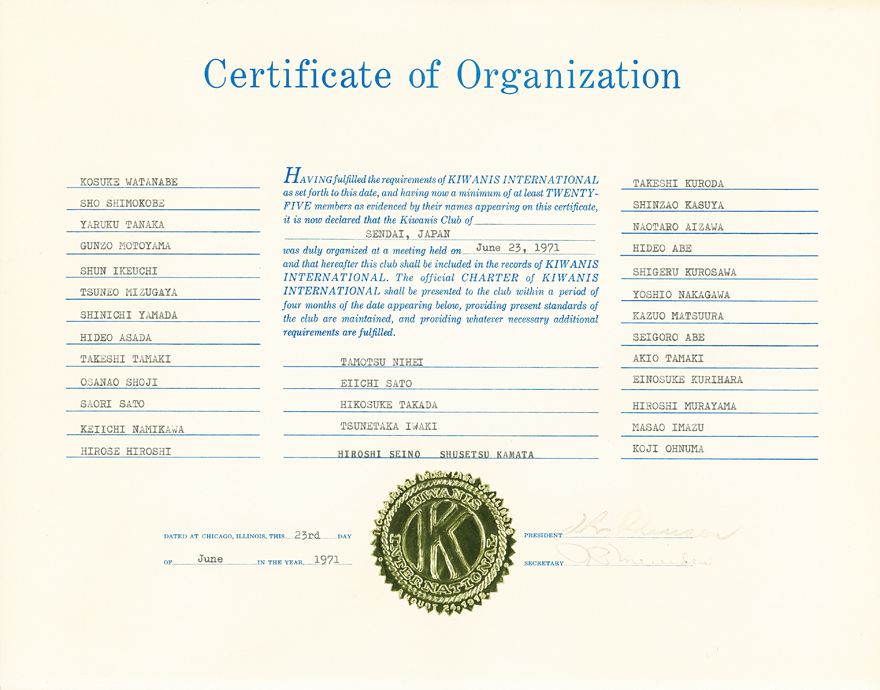 Certificate of Organization
KOSUKE WATANABE
SHO SHIMOKOBE
YARUKU TANAKA
GUNZO MOTOYAMA
SHUN IKEUCHI
TSUNEO MIZUGAYA
SHINICHI YAMADA
HIDEO ASADA
TAKESHI TAMAKI
OSANAO SHOJI
SAORI SATO
KEIICHI NAMIKAWA
HIROSE HIROSHI
HAVING fulfilled the requirements of KIWANIS INTERNATIONAL
as set forth to this date, and having now a minimum of at least TWENTY-
FIVE members as evidenced by their names appearing on this certificate,
it is now declared that the Kiwanis Club of
SENDAI, JAPAN
was duly organized at a meeting held on June 23, 1971
and that hereafter this club shall be included in the records of KIWANIS
INTERNATIONAL. The official CHARTER of KIWANIS
INTERNATIONAL shall be presented to the club within a period of
four months of the date appearing below, providing present standards of
the club are maintained, and providing whatever necessary additional
requirements are fulfilled.
TAMOTSU NIHEI
EIICHI SATO
HIKOSUKE TAKADA
TSUNETAKA IWAKI
HIROSHI SEINO SHUSETSU KAMATA
TAKESHI KURODA
SHINZAO KASUYA
NAOTARO AIZAWA
HIDEO ABE
SHIGERU KUROSAWA
YOSHIO NAKAGAWA
KAZUO MATSUURA
SEIGORO ABE
AKIO TAMAKI
EINOSUKE KURIHARA
HIROSHI MURAYAMA
MASAO IMAZU
KOJI OHNUMA
DATED AT CHICAGO, ILLINOIS, THIS 23rd DAY
OF June IN THE YEAR, 1971
KIWANIS
K
INTERNATIONAL
PRESIDENT
SECRETARY